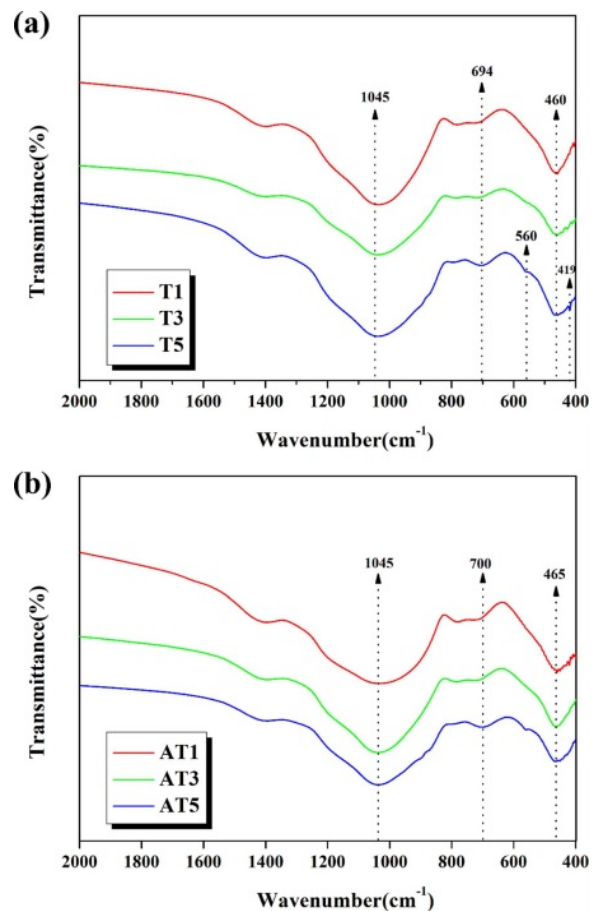 (a)
1045
694
460
560
419
Transmittance(%)
T1
T3
T5
2000 1800 1600 1400 1200 1000 800 600 400
Wavenumber(cm⁻¹)
(b)
1045
700
465
Transmittance(%)
AT1
AT3
AT5
2000 1800 1600 1400 1200 1000 800 600 400
Wavenumber(cm⁻¹)